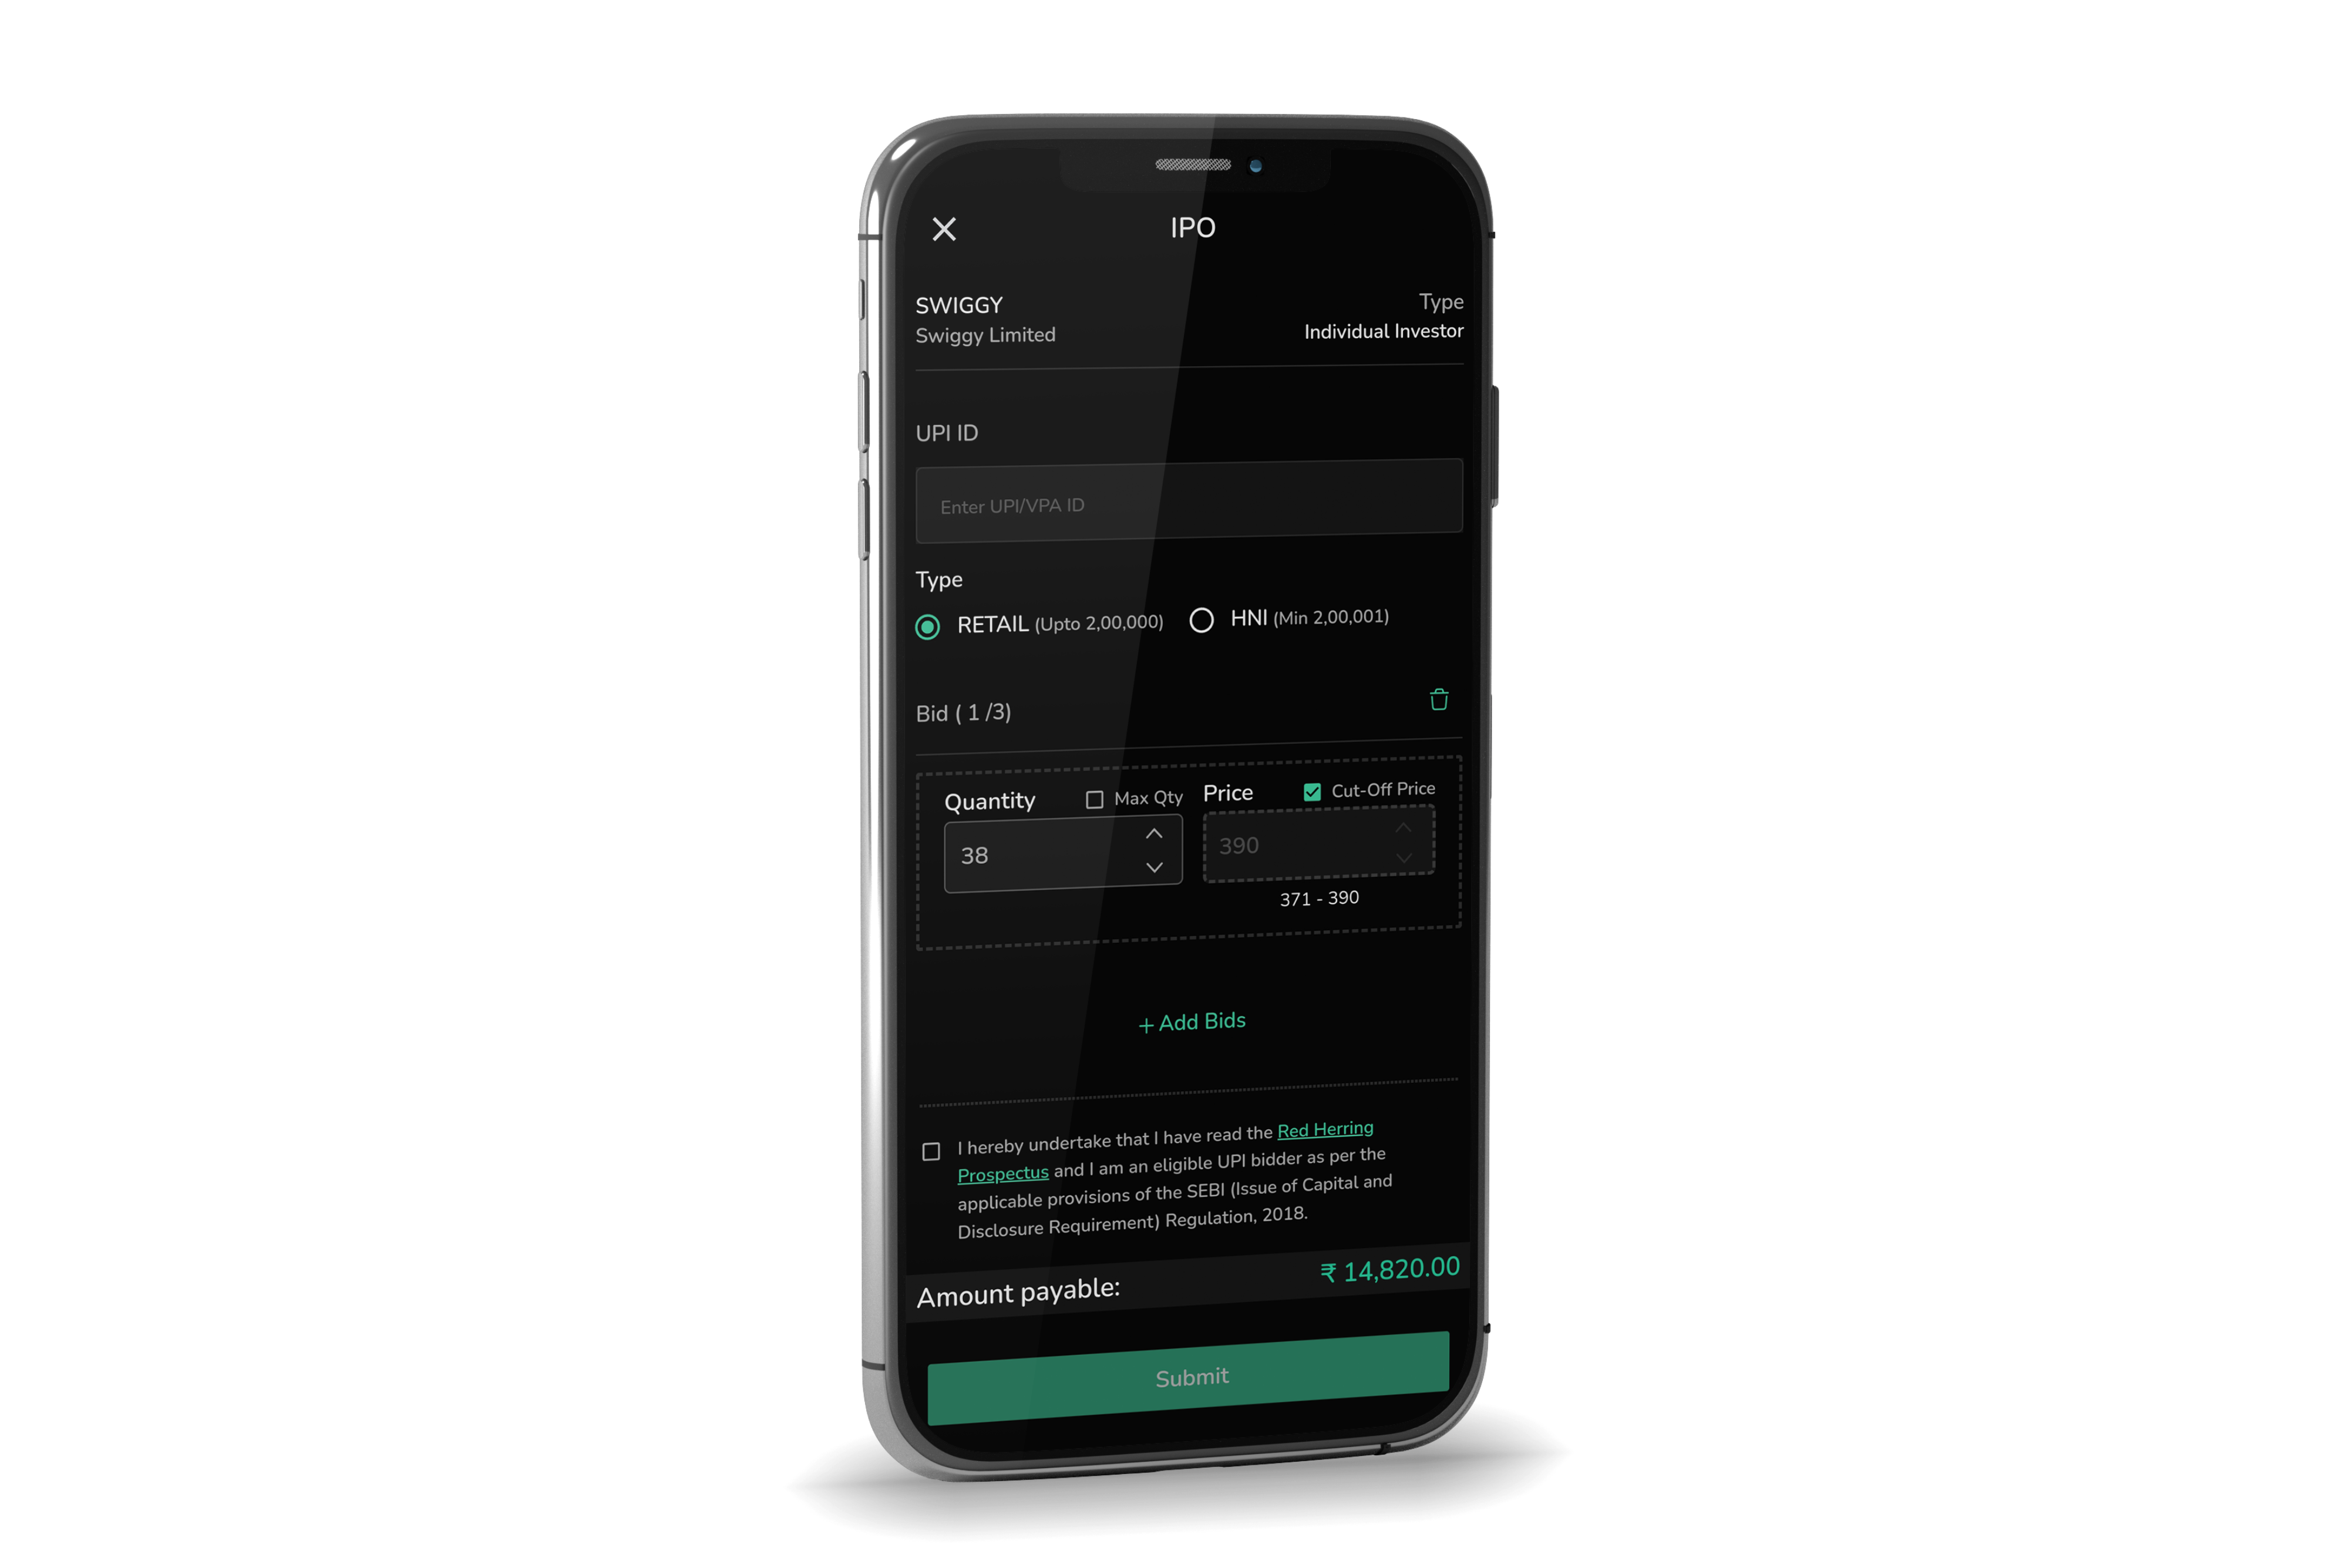 IPO
SWIGGY
Type
Swiggy Limited
Individual Investor
UPI ID
Enter UPI/VPA ID
Type
RETAIL (Upto 2,00,000)
HNI (Min 2,00,001)
Bid ( 1 /3)
Quantity
Max Qty
Price
Cut-Off Price
38
390
371 - 390
+ Add Bids
I hereby undertake that I have read the Red Herring
Prospectus and I am an eligible UPI bidder as per the
applicable provisions of the SEBI (Issue of Capital and
Disclosure Requirement) Regulation, 2018.
Amount payable:
₹ 14,820.00
Submit